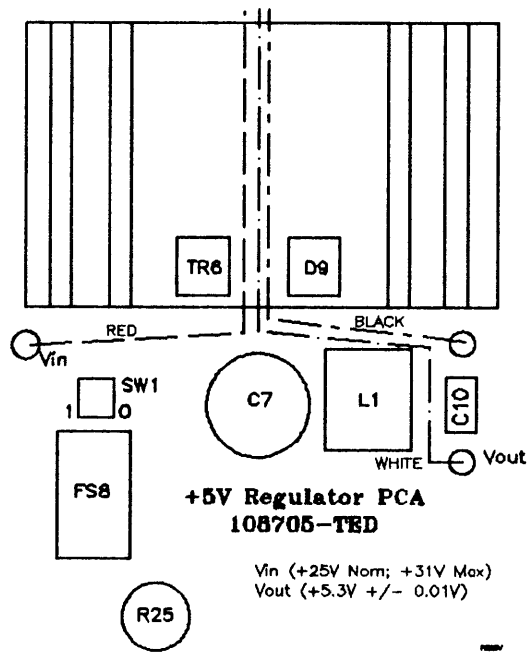 TR6 D9
RED BLACK
Vin
SW1
1 0
C7 L1 C10
WHITE Vout
FS8
+5V Regulator PCA
108705-TED
Vin (+25V Nom; +31V Max)
Vout (+5.3V +/- 0.01V)
R25